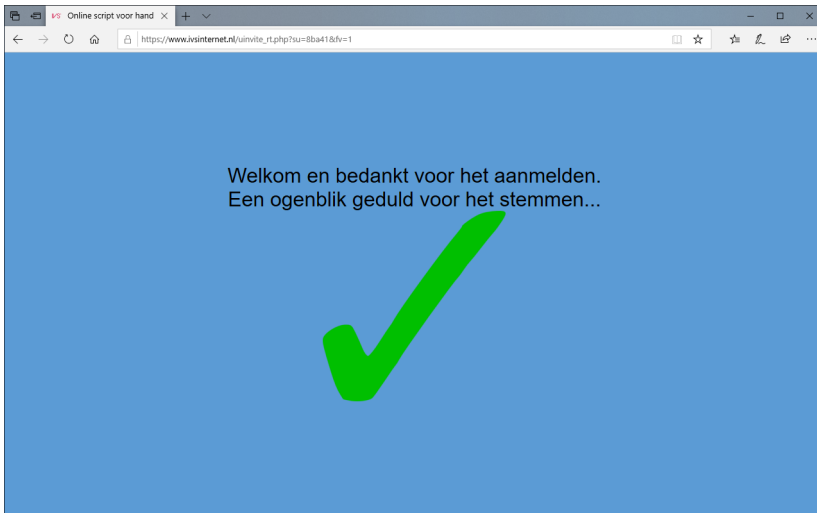 VS Online script voor hand
https://www.ivsinternet.nl/uinvite_rt.php?su=8ba41&fv=1
Welkom en bedankt voor het aanmelden.
Een ogenblik geduld voor het stemmen...